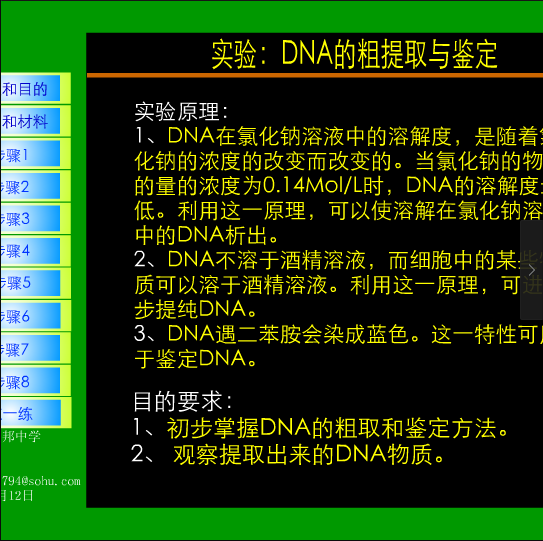 实验：DNA的粗提取与鉴定
和目的
和材料
步骤1
步骤2
步骤3
步骤4
步骤5
步骤6
步骤7
步骤8
一练
邦中学
794@sohu.com
月12日
实验原理：
1、DNA在氯化钠溶液中的溶解度，是随着
化钠的浓度的改变而改变的。当氯化钠的物
的量的浓度为0.14Mol/L时，DNA的溶解度
低。利用这一原理，可以使溶解在氯化钠溶
中的DNA析出。
2、DNA不溶于酒精溶液，而细胞中的某些
质可以溶于酒精溶液。利用这一原理，可进
步提纯DNA。
3、DNA遇二苯胺会染成蓝色。这一特性可
于鉴定DNA。
目的要求：
1、初步掌握DNA的粗取和鉴定方法。
2、 观察提取出来的DNA物质。